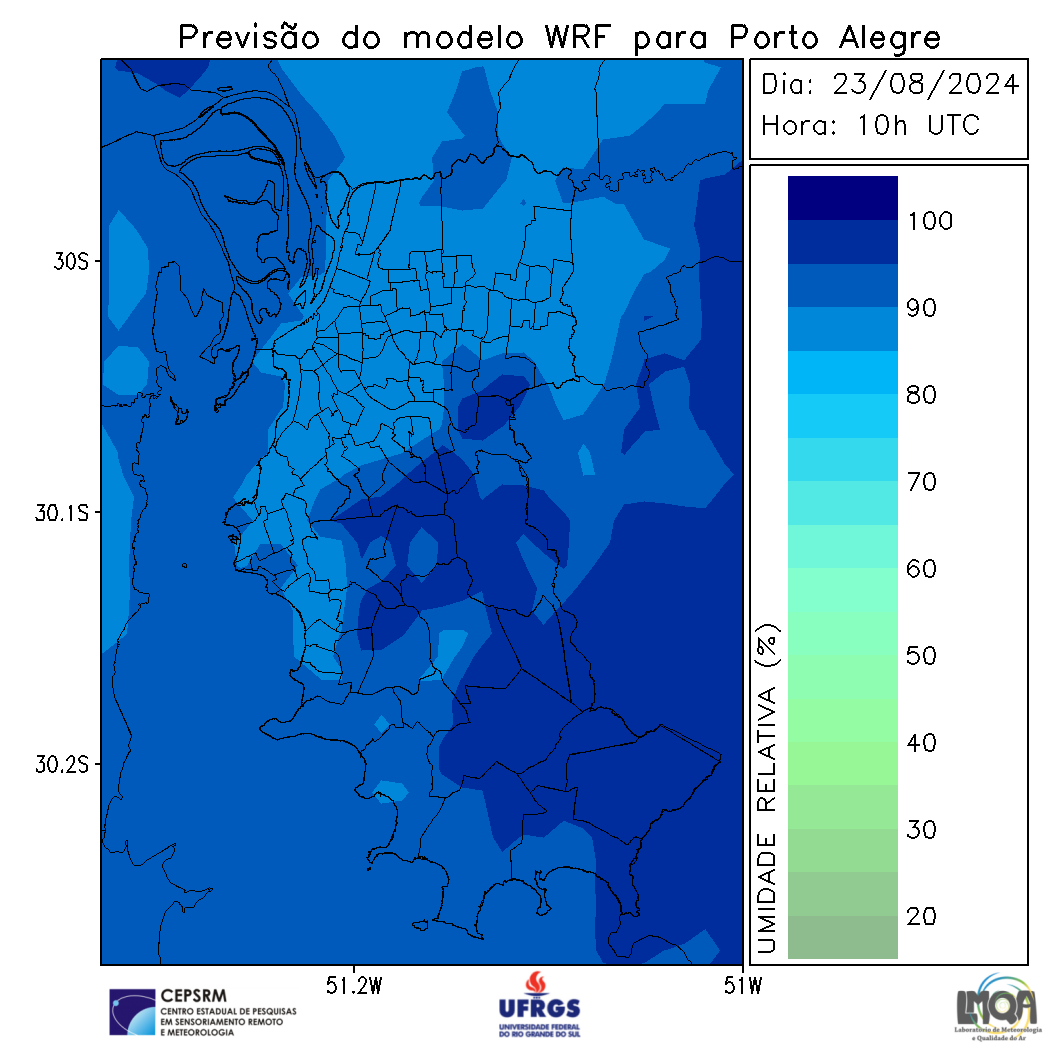 Previsão do modelo WRF para Porto Alegre
Dia: 23/08/2024
Hora: 10h UTC
30S
30.1S
30.2S
51.2W
51W
UMIDADE RELATIVA (%)
100
90
80
70
60
50
40
30
20
CEPSRM
CENTRO ESTADUAL DE PESQUISAS
EM SENSORIAMENTO REMOTO
E METEOROLOGIA
UFRGS
UNIVERSIDADE FEDERAL
DO RIO GRANDE DO SUL
LMQA
Laboratório de Meteorologia
e Qualidade do Ar